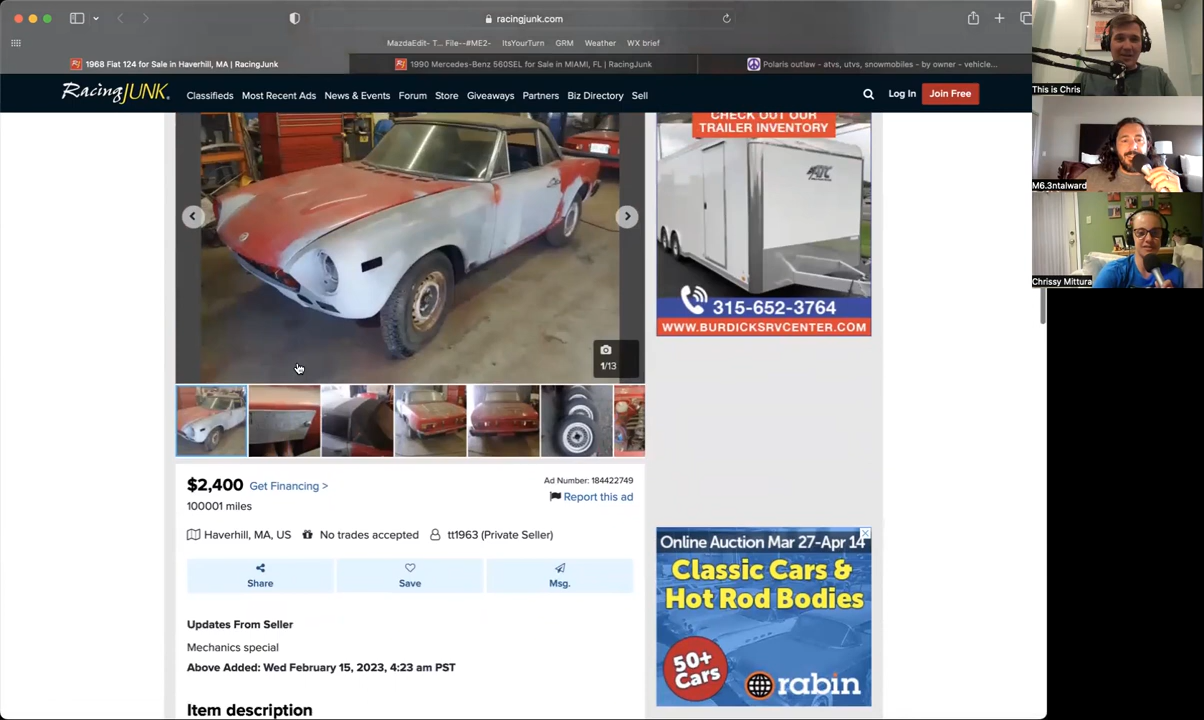 racingjunk.com
MazdaEdit- T... File--#ME2- ItsYourTurn GRM Weather WX brief
1968 Fiat 124 for Sale in Haverhill, MA | RacingJunk
1990 Mercedes-Benz 560SEL for Sale in MIAMI, FL | RacingJunk
Polaris outlaw - atvs, utvs, snowmobiles - by owner - vehicle...
This is Chris
RacingJUNK.
Classifieds Most Recent Ads News & Events Forum Store Giveaways Partners Biz Directory Sell
Log In Join Free
CHECK OUT OUR
TRAILER INVENTORY
ATC
M6.3ntalward
Chrissy Mittura
315-652-3764
WWW.BURDICKSRVCENTER.COM
1/13
$2,400 Get Financing >
Ad Number: 184422749
100001 miles
Report this ad
Haverhill, MA, US No trades accepted tt1963 (Private Seller)
Share Save Msg.
Updates From Seller
Mechanics special
Above Added: Wed February 15, 2023, 4:23 am PST
Item description
Online Auction Mar 27-Apr 14
Classic Cars &
Hot Rod Bodies
50+
Cars
rabin